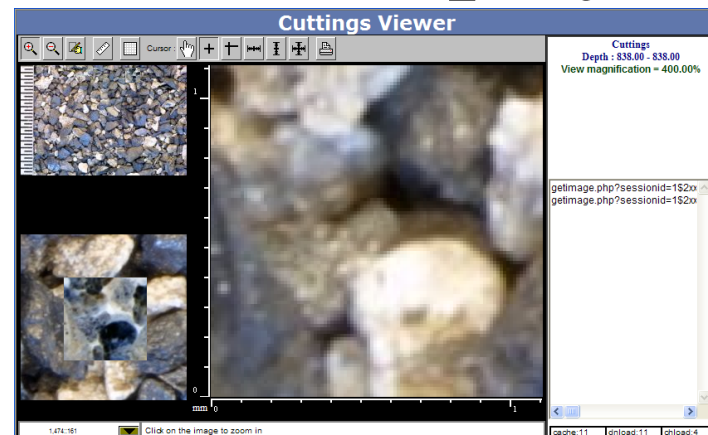 Cuttings Viewer
Cursor :
Cuttings
Depth : 838.00 - 838.00
View magnification = 400.00%
getimage.php?sessionid=1$2x
getimage.php?sessionid=1$2x
1
0
mm 0
1
1,474::161
Click on the image to zoom in
cache:11
dnload:11
qhload:4